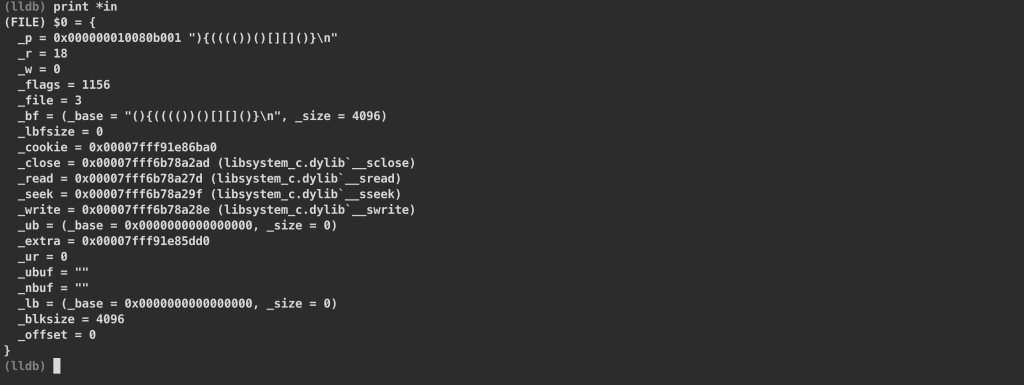 (lldb) print *in
(FILE) $0 = {
  _p = 0x000000010080b001 "){(((())()[][]()}\n"
  _r = 18
  _w = 0
  _flags = 1156
  _file = 3
  _bf = (_base = "(){(((())()[][]()}\n", _size = 4096)
  _lbfsize = 0
  _cookie = 0x00007fff91e86ba0
  _close = 0x00007fff6b78a2ad (libsystem_c.dylib`__sclose)
  _read = 0x00007fff6b78a27d (libsystem_c.dylib`__sread)
  _seek = 0x00007fff6b78a29f (libsystem_c.dylib`__sseek)
  _write = 0x00007fff6b78a28e (libsystem_c.dylib`__swrite)
  _ub = (_base = 0x0000000000000000, _size = 0)
  _extra = 0x00007fff91e85dd0
  _ur = 0
  _ubuf = ""
  _nbuf = ""
  _lb = (_base = 0x0000000000000000, _size = 0)
  _blksize = 4096
  _offset = 0
}
(lldb)